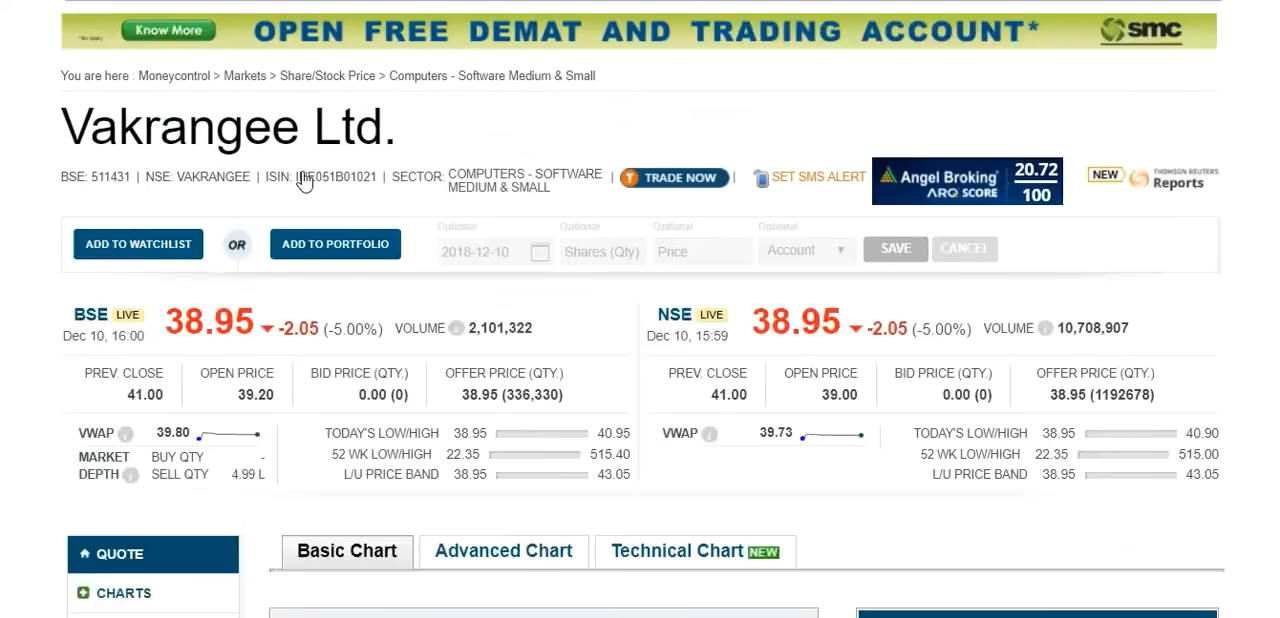 Know More OPEN FREE DEMAT AND TRADING ACCOUNT* smc
You are here : Moneycontrol > Markets > Share/Stock Price > Computers - Software Medium & Small
Vakrangee Ltd.
BSE: 511431 | NSE: VAKRANGEE | ISIN: 051B01021 | SECTOR: COMPUTERS - SOFTWARE MEDIUM & SMALL | T TRADE NOW | SET SMS ALERT
Angel Broking ARQ SCORE 20.72 100
NEW THOMSON REUTERS Reports
Optional Optional Optional Optional
ADD TO WATCHLIST OR ADD TO PORTFOLIO 2018-12-10 Shares (Qty) Price Account SAVE CANCEL
BSE LIVE 38.95 -2.05 (-5.00%) VOLUME 2,101,322
Dec 10, 16:00
PREV. CLOSE OPEN PRICE BID PRICE (QTY.) OFFER PRICE (QTY.)
41.00 39.20 0.00 (0) 38.95 (336,330)
VWAP 39.80 TODAY'S LOW/HIGH 38.95 40.95
MARKET BUY QTY - 52 WK LOW/HIGH 22.35 515.40
DEPTH SELL QTY 4.99 L L/U PRICE BAND 38.95 43.05
NSE LIVE 38.95 -2.05 (-5.00%) VOLUME 10,708,907
Dec 10, 15:59
PREV. CLOSE OPEN PRICE BID PRICE (QTY.) OFFER PRICE (QTY.)
41.00 39.00 0.00 (0) 38.95 (1192678)
VWAP 39.73 TODAY'S LOW/HIGH 38.95 40.90
52 WK LOW/HIGH 22.35 515.00
L/U PRICE BAND 38.95 43.05
QUOTE
CHARTS
Basic Chart Advanced Chart Technical Chart NEW